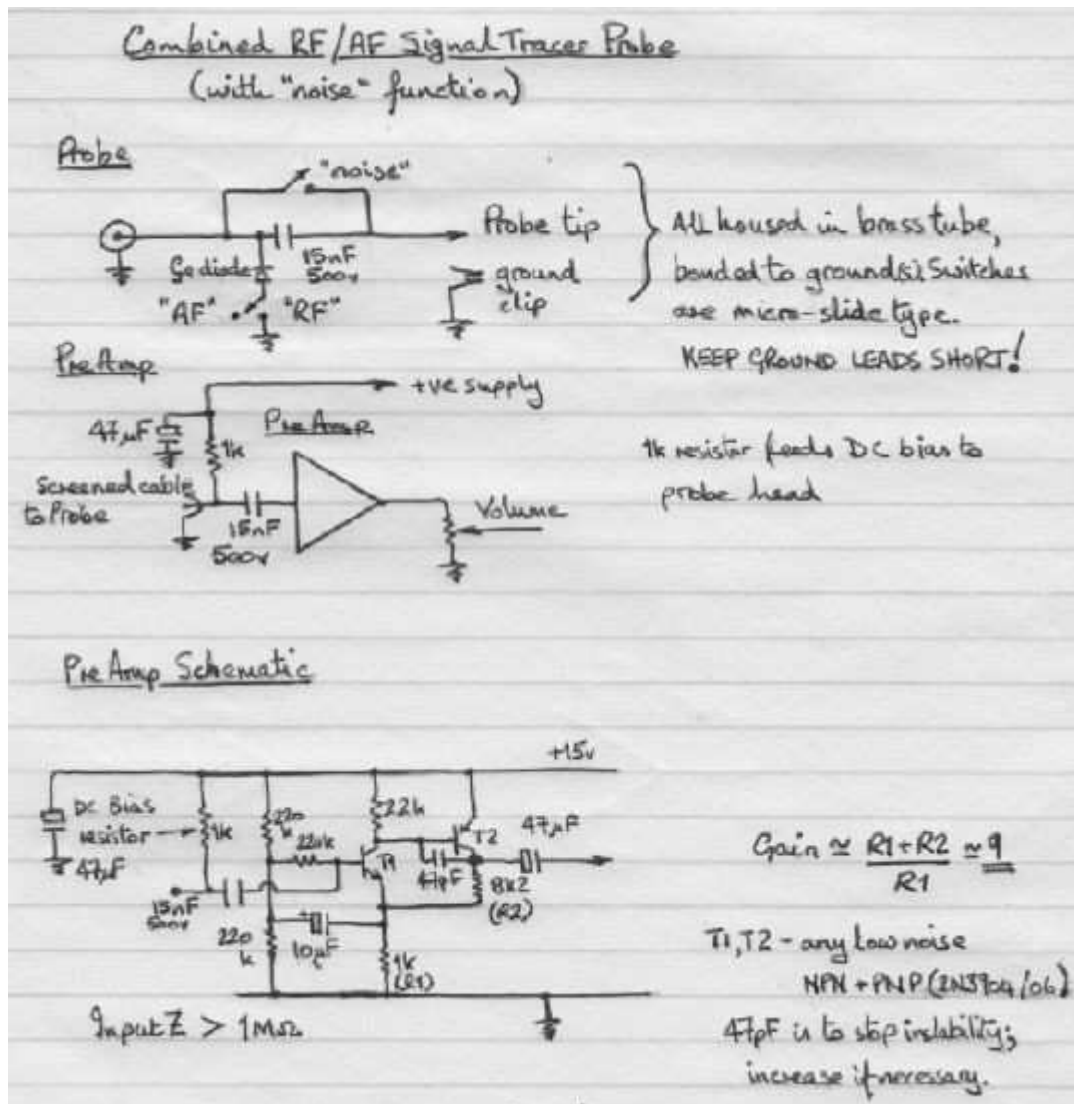 Combined RF/AF Signal Tracer Probe
(with "noise" function)
Probe
"noise"
15nF
500v
Probe tip
Ge diode
"AF" "RF"
ground
clip
All housed in brass tube,
bonded to ground(s). Switches
are micro-slide type.
KEEP GROUND LEADS SHORT!
PreAmp
+ve supply
47µF
1k
PreAmp
Screened cable
to Probe
15nF
500v
Volume
1k resistor feeds DC bias to
probe head
PreAmp Schematic
+15v
DC Bias
resistor
1k
220
k
220k
22k
T1
T2
47µF
47µF
47pF
8k2
(R2)
15nF
500v
220
k
10µF
1k
(R1)
Input Z > 1MΩ
Gain ≃ R1+R2 ≃ 9
R1
T1,T2 - any low noise
NPN + PNP (2N3904/06)
47pF is to stop instability;
increase if necessary.